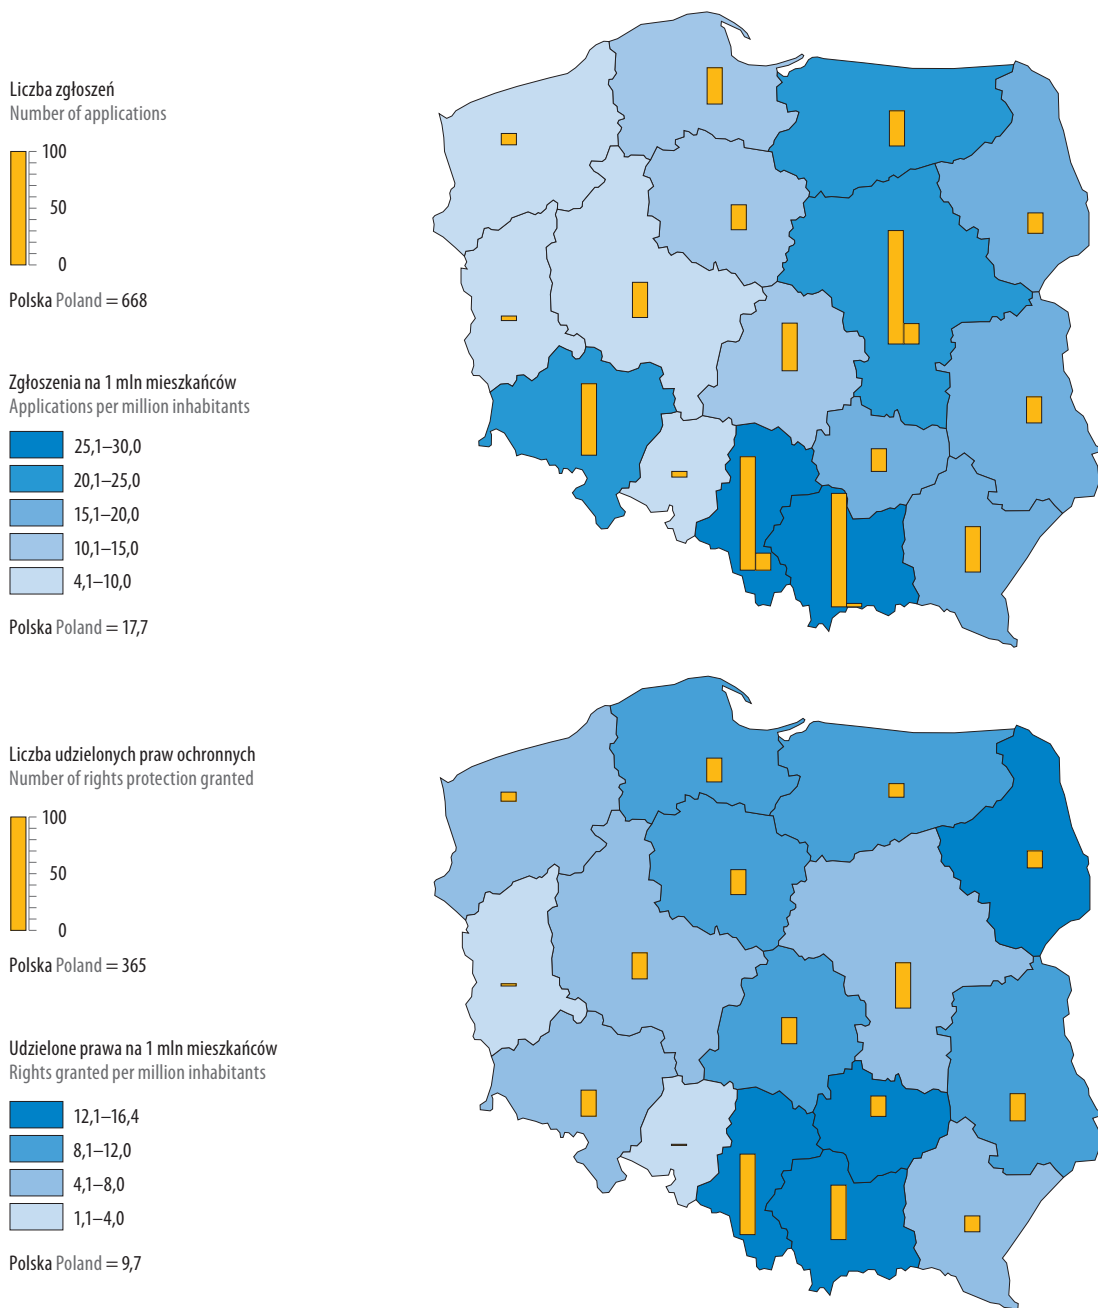 Liczba zgłoszeń
Number of applications
100
50
0
Polska Poland = 668
Zgłoszenia na 1 mln mieszkańców
Applications per million inhabitants
25,1–30,0
20,1–25,0
15,1–20,0
10,1–15,0
4,1–10,0
Polska Poland = 17,7
Liczba udzielonych praw ochronnych
Number of rights protection granted
100
50
0
Polska Poland = 365
Udzielone prawa na 1 mln mieszkańców
Rights granted per million inhabitants
12,1–16,4
8,1–12,0
4,1–8,0
1,1–4,0
Polska Poland = 9,7